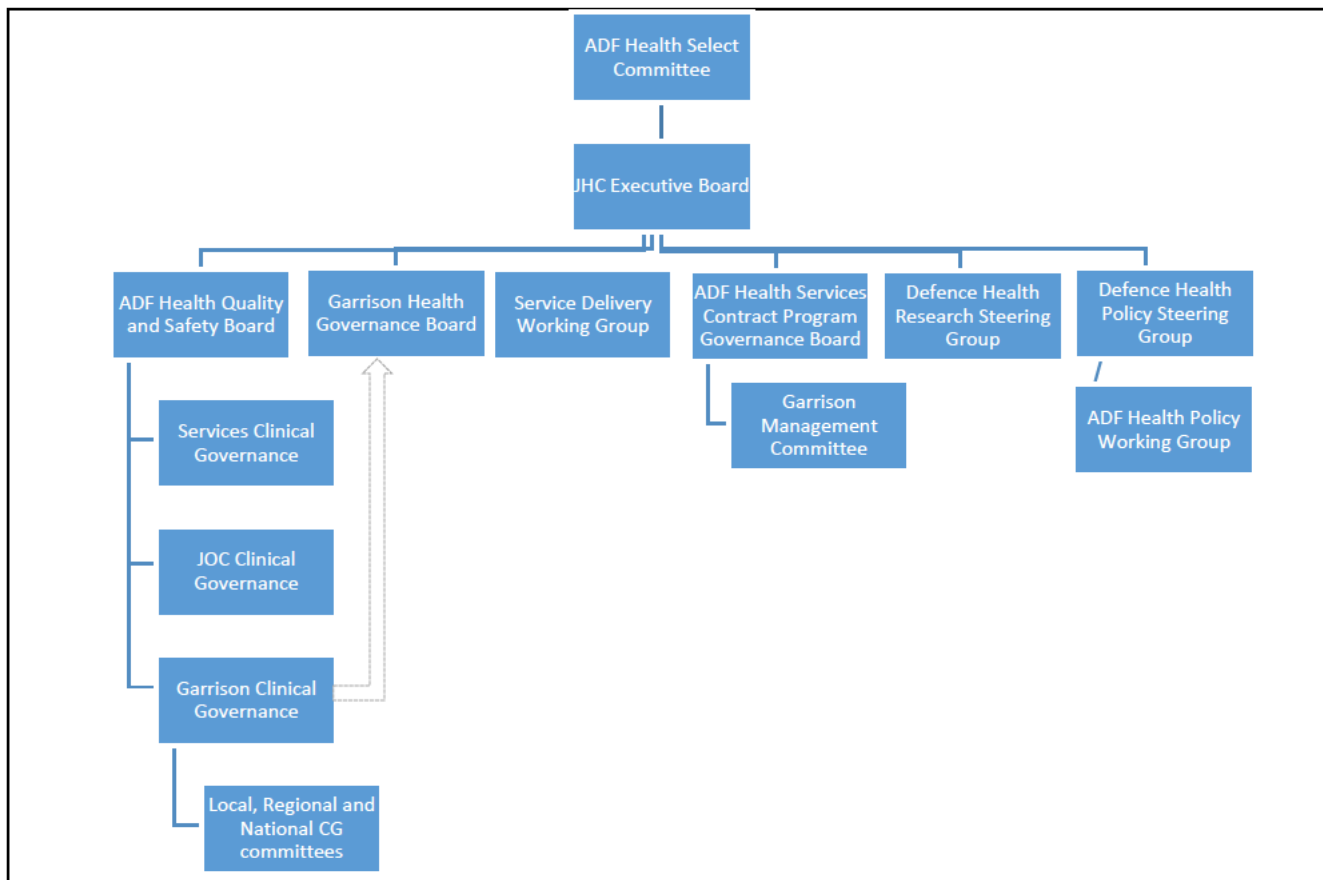 ADF Health Select
Committee
JHC Executive Board
ADF Health Quality
and Safety Board
Garrison Health
Governance Board
Service Delivery
Working Group
ADF Health Services
Contract Program
Governance Board
Defence Health
Research Steering
Group
Defence Health
Policy Steering
Group
Services Clinical
Governance
Garrison
Management
Committee
ADF Health Policy
Working Group
JOC Clinical
Governance
Garrison Clinical
Governance
Local, Regional and
National CG
committees